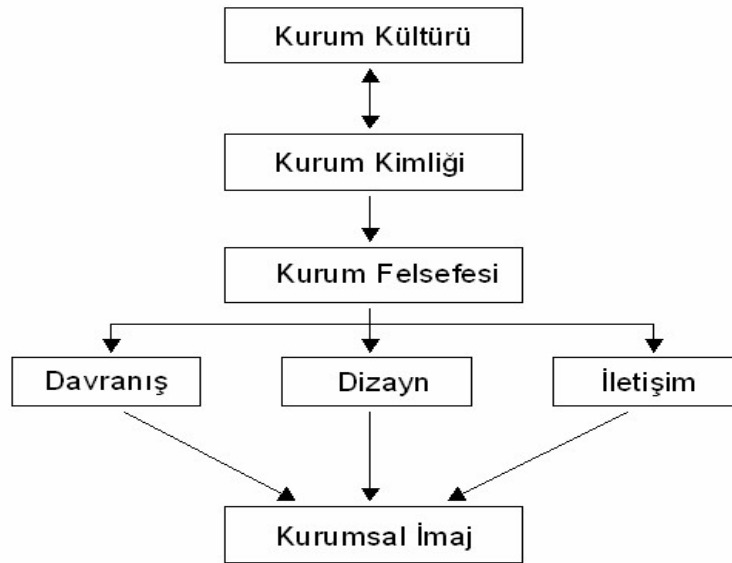 Kurum Kültürü
Kurum Kimliği
Kurum Felsefesi
Davranış
Dizayn
İletişim
Kurumsal İmaj